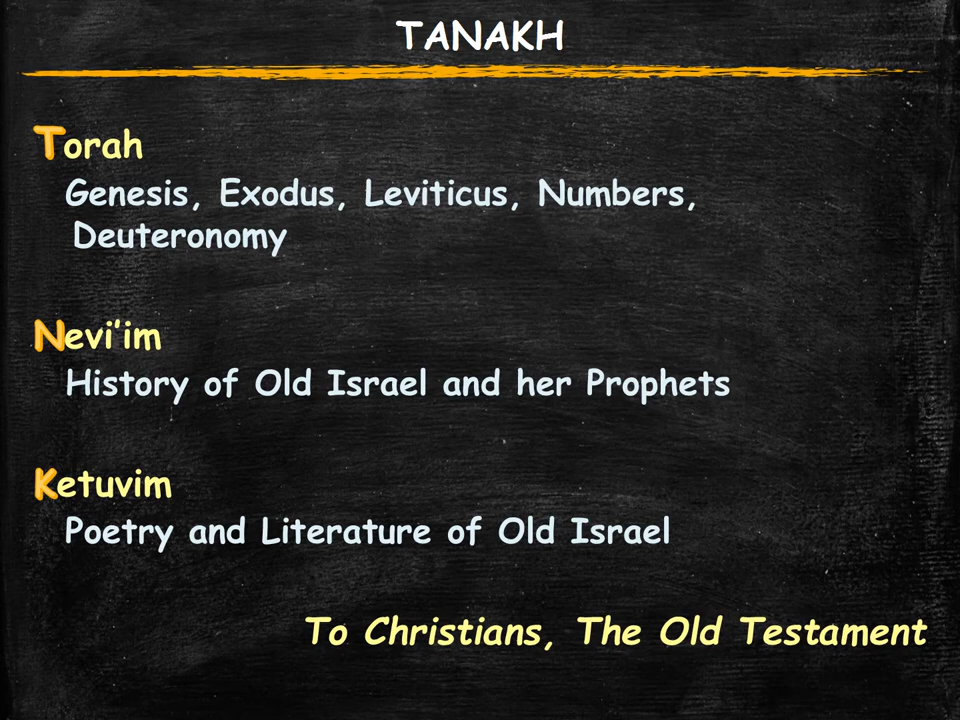 TANAKH
Torah
Genesis, Exodus, Leviticus, Numbers,
Deuteronomy
Nevi’im
History of Old Israel and her Prophets
Ketuvim
Poetry and Literature of Old Israel
To Christians, The Old Testament